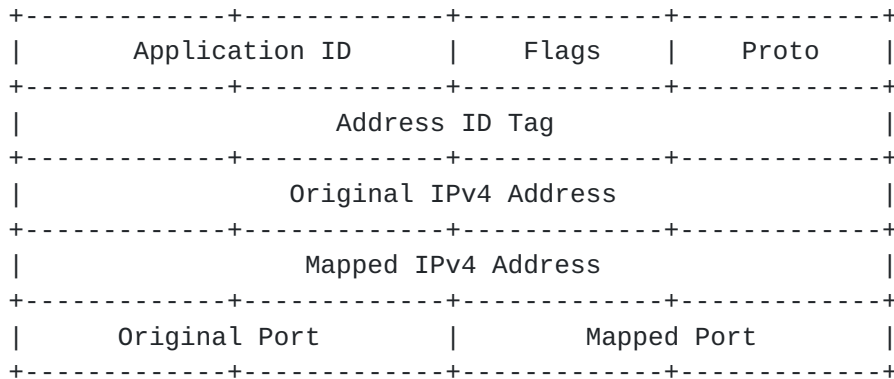 +-------------+-------------+-------------+-------------+
| Application ID | Flags | Proto |
+-------------+-------------+-------------+-------------+
| Address ID Tag |
+-------------+-------------+-------------+-------------+
| Original IPv4 Address |
+-------------+-------------+-------------+-------------+
| Mapped IPv4 Address |
+-------------+-------------+-------------+-------------+
| Original Port | Mapped Port |
+-------------+-------------+-------------+-------------+